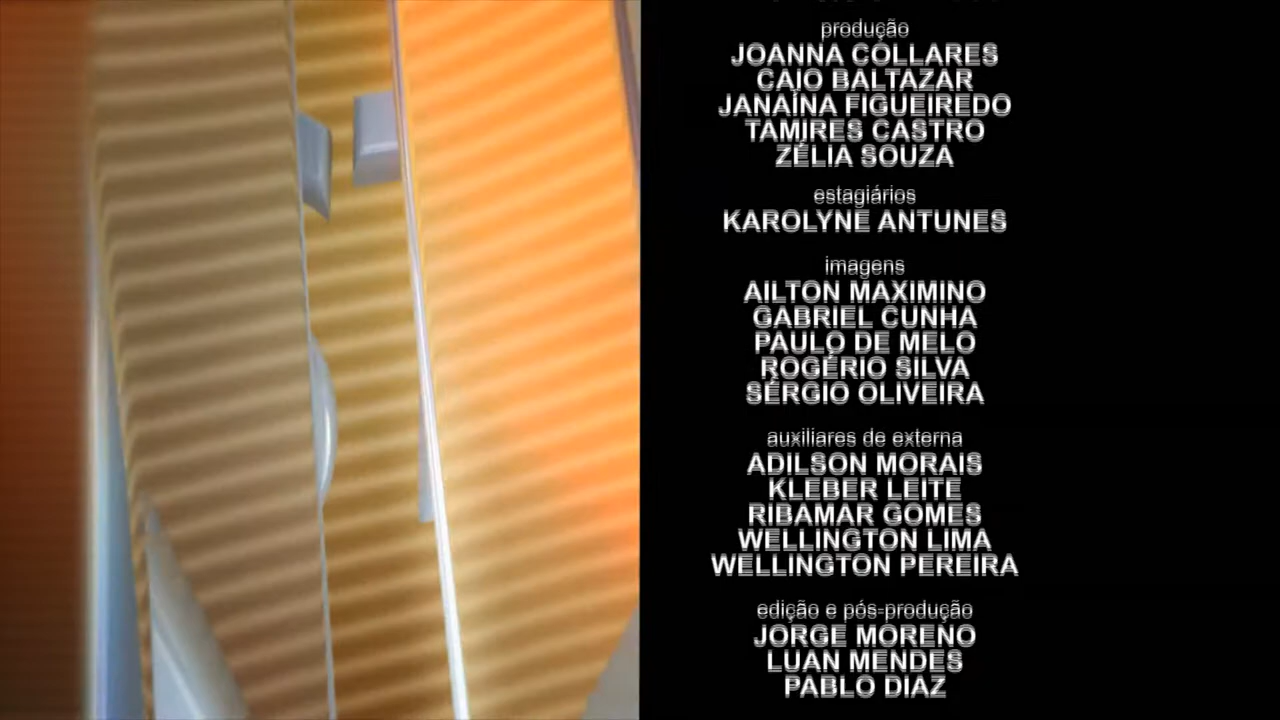 produção
JOANNA COLLARES
CAIO BALTAZAR
JANAÍNA FIGUEIREDO
TAMIRES CASTRO
ZÉLIA SOUZA
estagiários
KAROLYNE ANTUNES
imagens
AILTON MAXIMINO
GABRIEL CUNHA
PAULO DE MELO
ROGÉRIO SILVA
SÉRGIO OLIVEIRA
auxiliares de externa
ADILSON MORAIS
KLEBER LEITE
RIBAMAR GOMES
WELLINGTON LIMA
WELLINGTON PEREIRA
edição e pós-produção
JORGE MORENO
LUAN MENDES
PABLO DIAZ